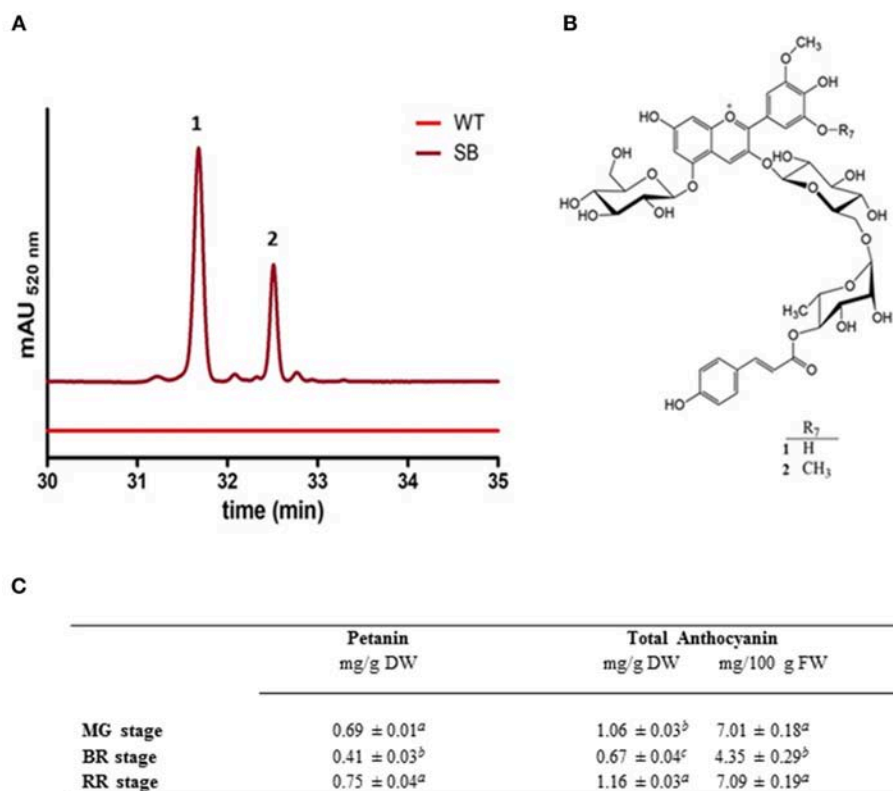 A
B
1
2
WT
SB
mAU 520 nm
30 31 32 33 34 35
time (min)
CH₃
O
OH
HO
O⁺
O
O–R₇
OH
HO
HO
OH
O
O
HO
O
OH
O
OH
O
H₃C
O
O
OH
OH
O
HO
R₇
1 H
2 CH₃
C
Petanin Total Anthocyanin
mg/g DW mg/g DW mg/100 g FW
MG stage 0.69 ± 0.01ᵃ 1.06 ± 0.03ᵇ 7.01 ± 0.18ᵃ
BR stage 0.41 ± 0.03ᵇ 0.67 ± 0.04ᶜ 4.35 ± 0.29ᵇ
RR stage 0.75 ± 0.04ᵃ 1.16 ± 0.03ᵃ 7.09 ± 0.19ᵃ